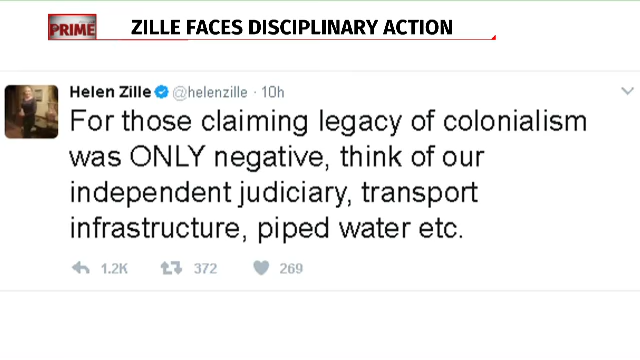 PRIME
ZILLE FACES DISCIPLINARY ACTION
Helen Zille @helenzille · 10h
For those claiming legacy of colonialism
was ONLY negative, think of our
independent judiciary, transport
infrastructure, piped water etc.
1.2K 372 269